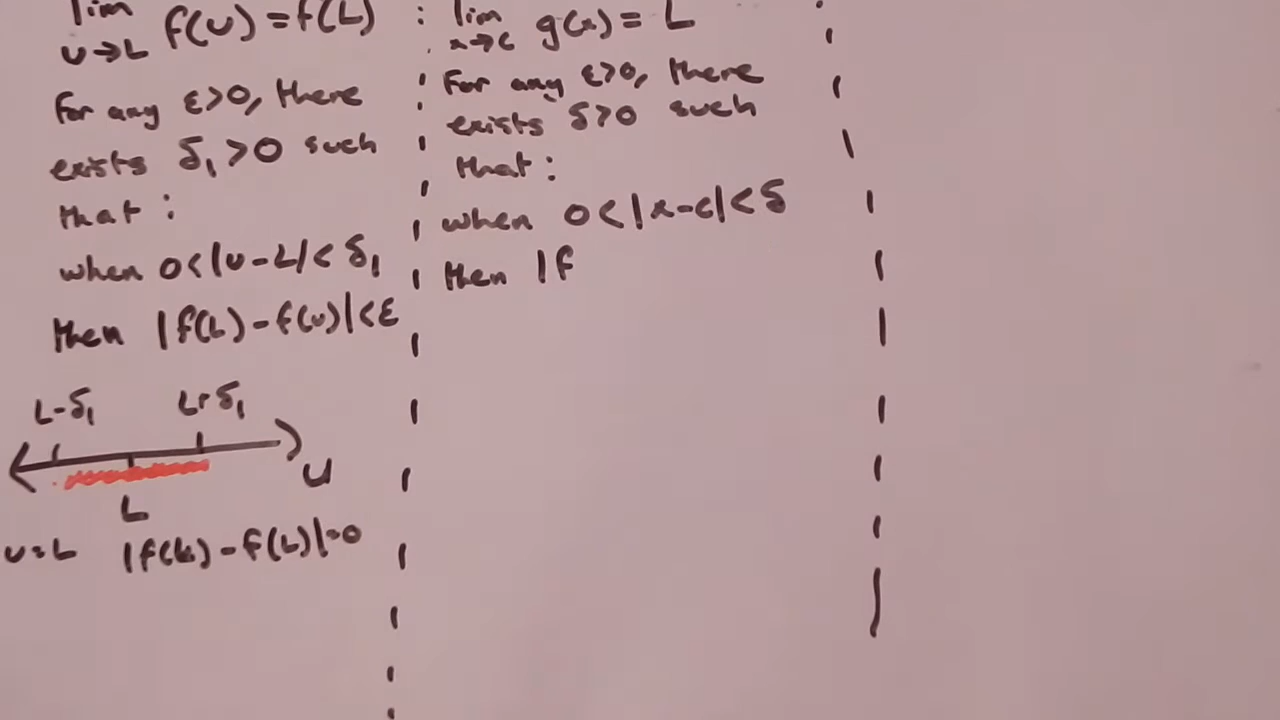 lim f(u) = f(L)
u→L
For any ε>0, there
exists δ₁ >0 such
that :
when 0<|u-L|< δ₁
then |f(L)-f(u)|<ε
L-δ₁ L+δ₁
L u
u=L |f(L)-f(L)|=0
lim g(x) = L
x→c
For any ε>0, there
exists δ>0 such
that :
when 0<|x-c|<δ
then |f